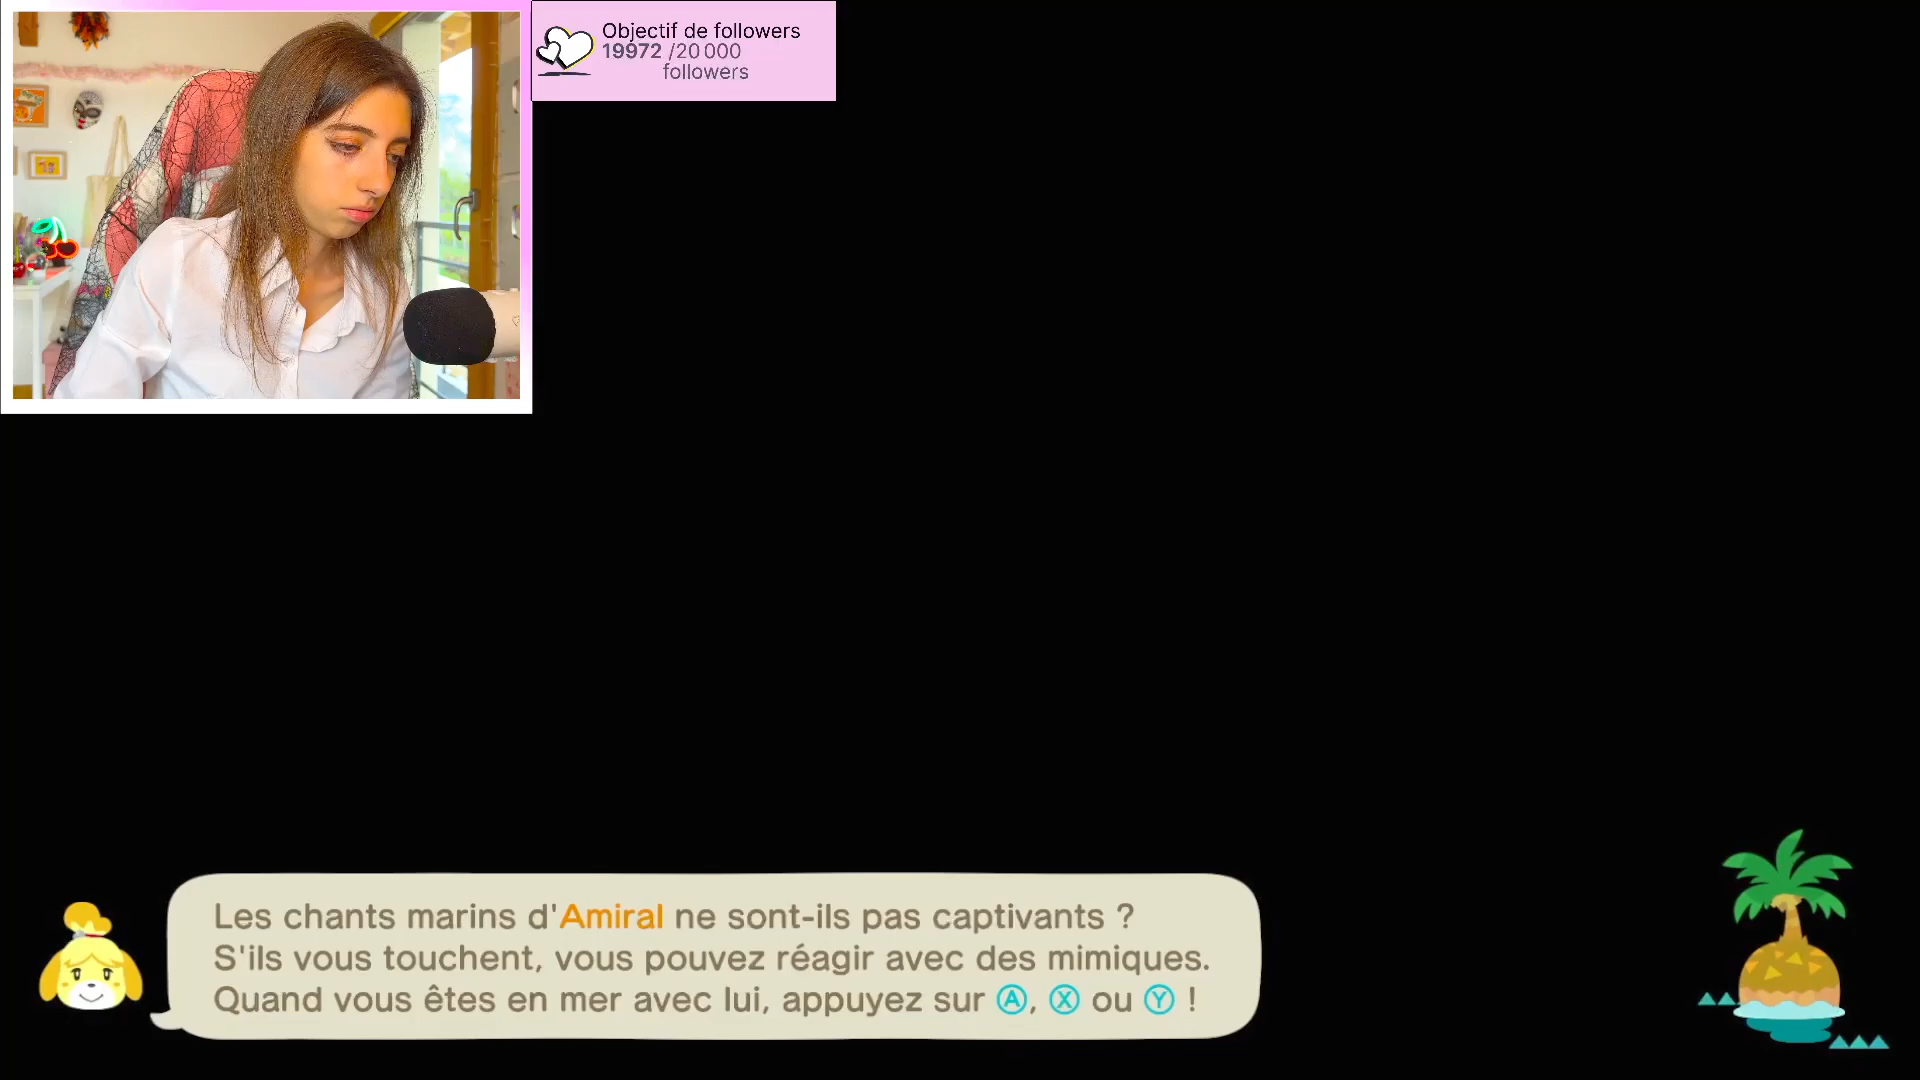 Objectif de followers
19972 /20 000
followers
Les chants marins d'Amiral ne sont-ils pas captivants ?
S'ils vous touchent, vous pouvez réagir avec des mimiques.
Quand vous êtes en mer avec lui, appuyez sur A, X ou Y !